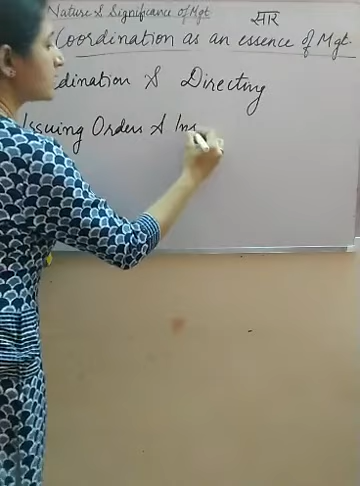 Nature & Significance of Mgt
सार
Coordination as an essence of Mgt.
dination & Directing
Issuing Orders & Ins